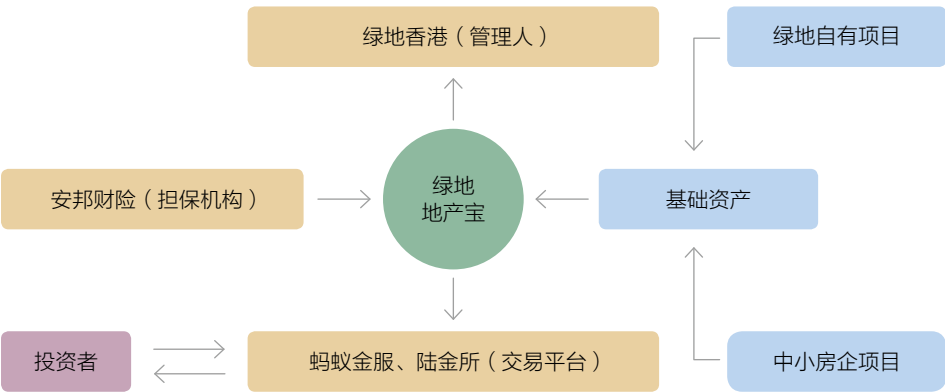 绿地香港（管理人）
绿地自有项目
安邦财险（担保机构）
绿地
地产宝
基础资产
投资者
蚂蚁金服、陆金所（交易平台）
中小房企项目